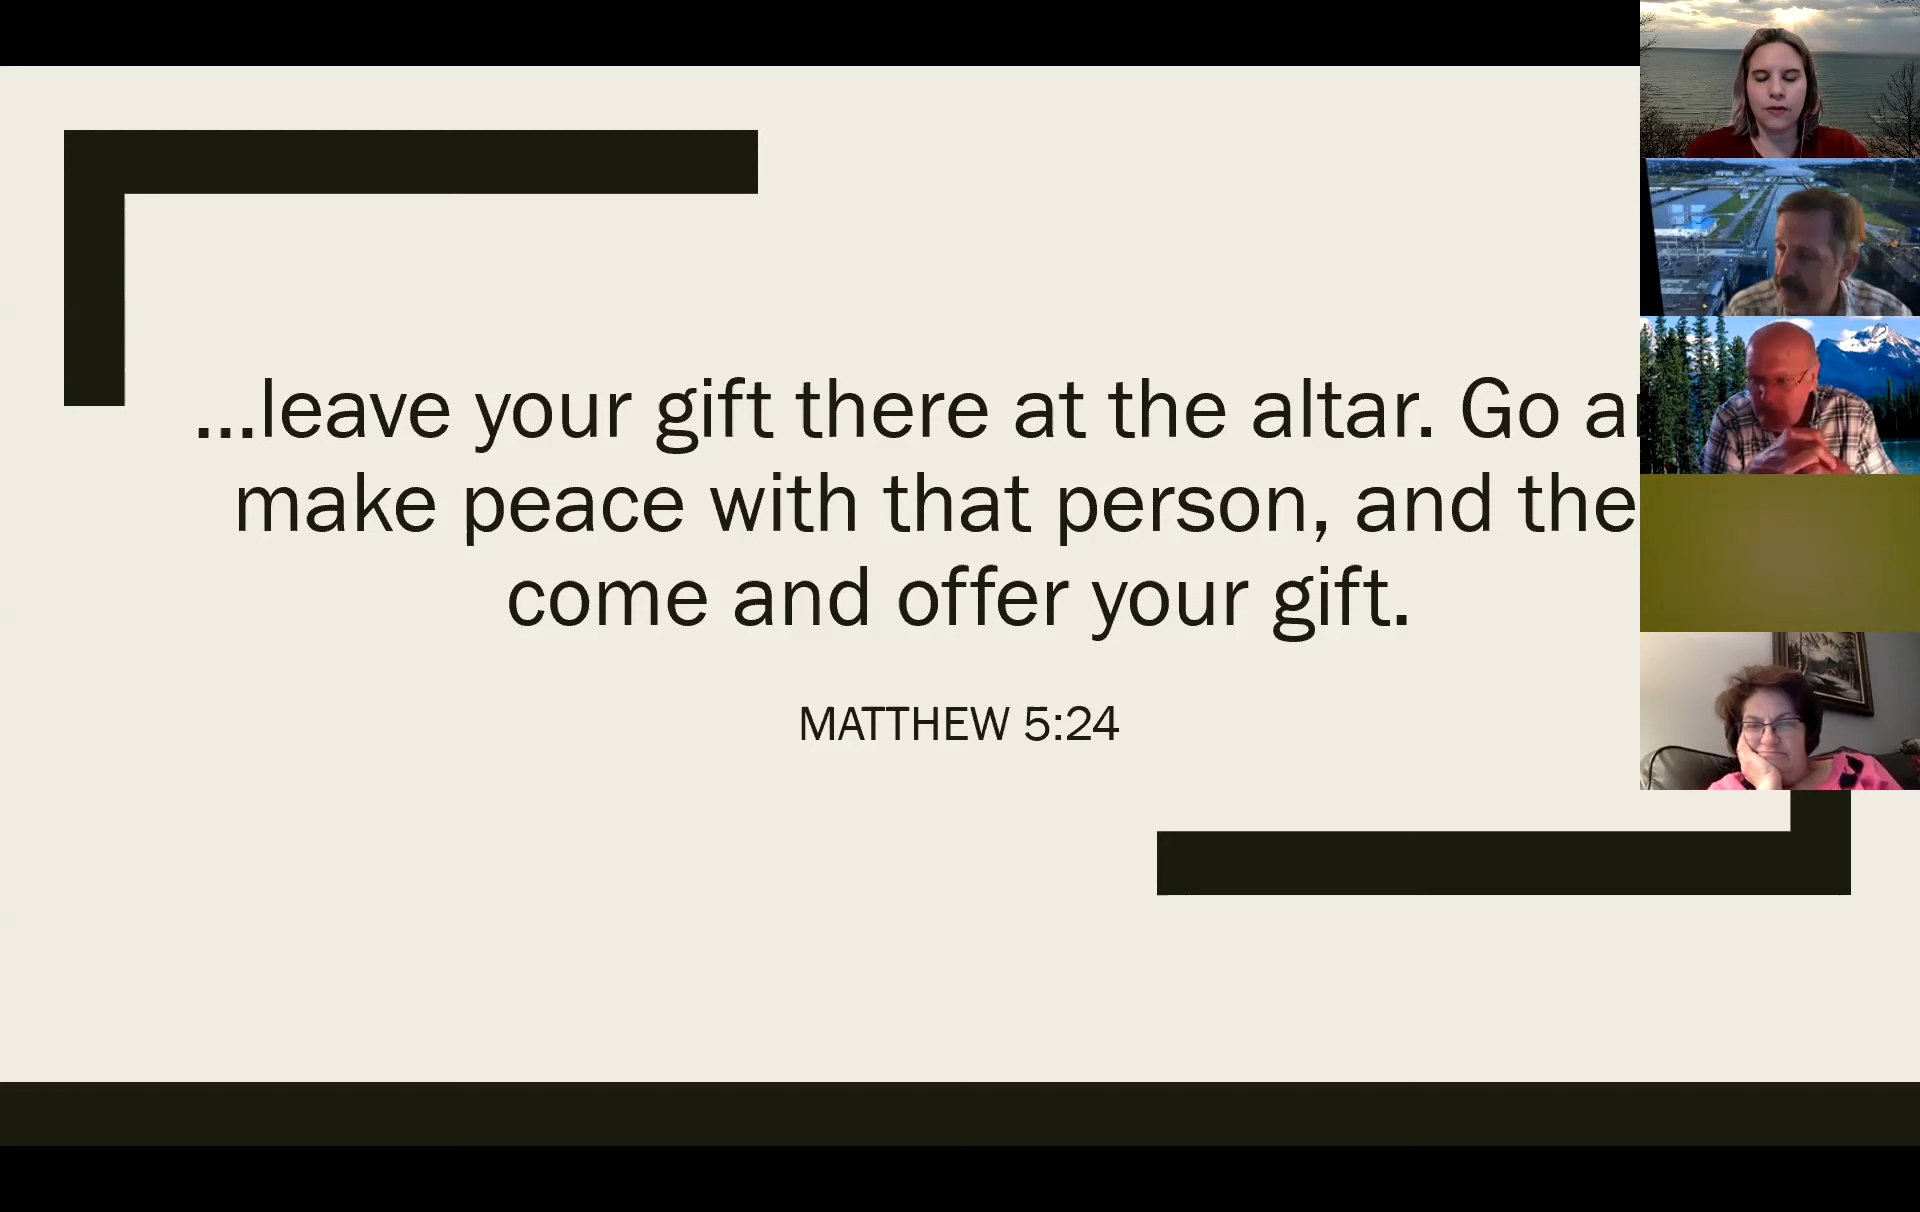 ...leave your gift there at the altar. Go
make peace with that person, and the
come and offer your gift.
MATTHEW 5:24